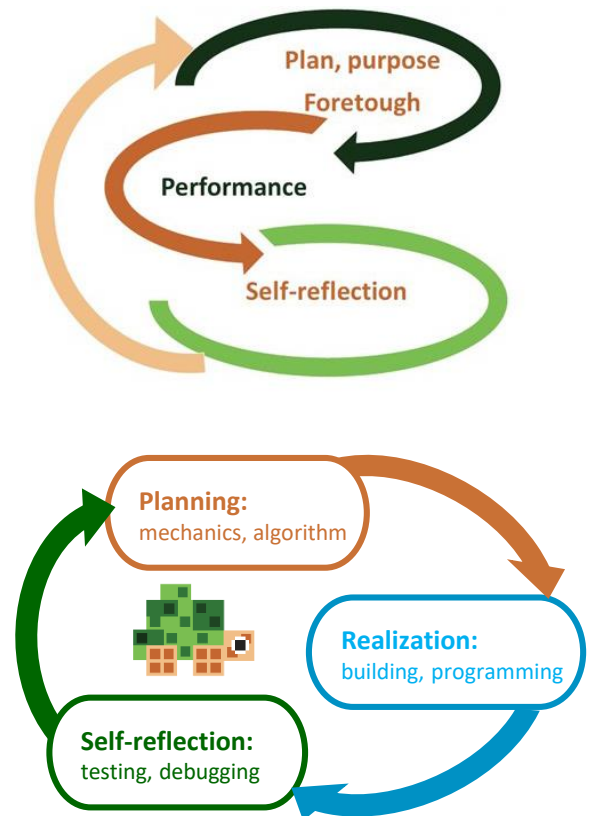 Plan, purpose
Foretough
Performance
Self-reflection
Planning:
mechanics, algorithm
Realization:
building, programming
Self-reflection:
testing, debugging